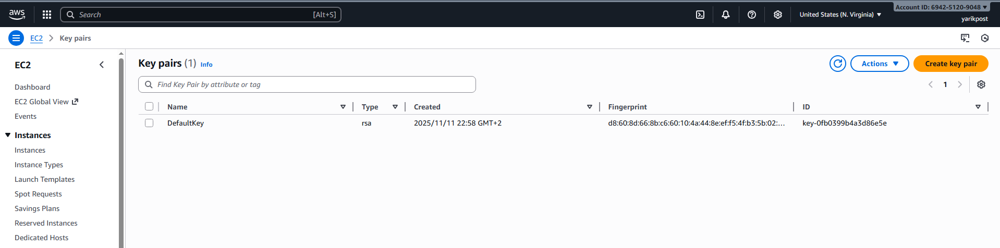 aws
Search [Alt+S]
United States (N. Virginia)
Account ID: 6942-5120-9048
yarikpost
EC2 Key pairs
EC2
Dashboard
EC2 Global View
Events
Instances
Instances
Instance Types
Launch Templates
Spot Requests
Savings Plans
Reserved Instances
Dedicated Hosts
Key pairs (1) Info
Actions
Create key pair
Find Key Pair by attribute or tag
1
Name Type Created Fingerprint ID
DefaultKey rsa 2025/11/11 22:58 GMT+2 d8:60:8d:66:8b:c6:60:10:4a:44:8e:ef:f5:4f:b3:5b:02:... key-0fb0399b4a3d86e5e